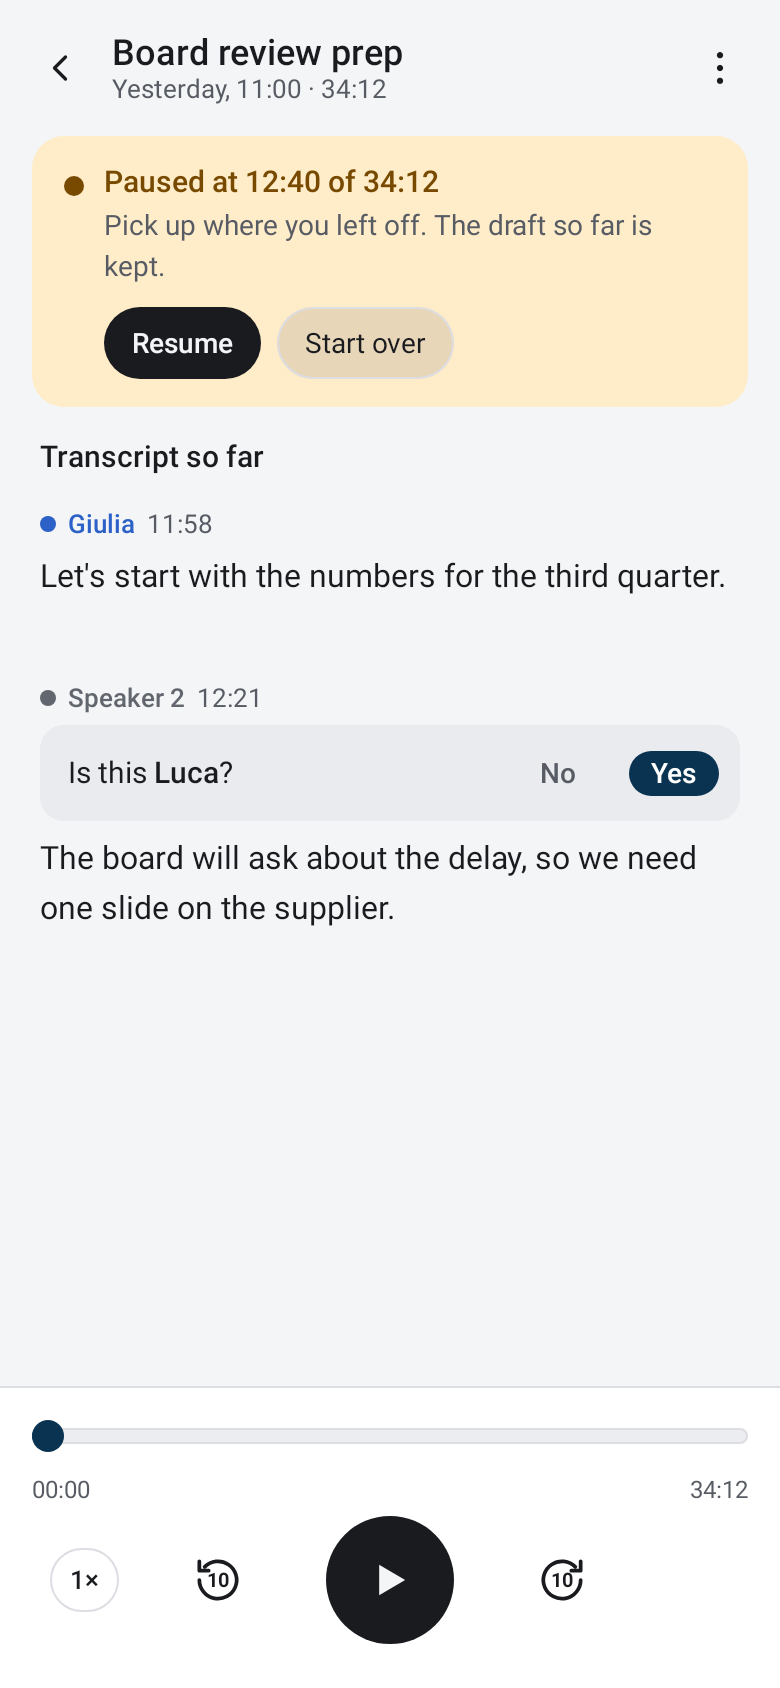 Board review prep
Yesterday, 11:00 · 34:12
Paused at 12:40 of 34:12
Pick up where you left off. The draft so far is
kept.
Resume
Start over
Transcript so far
Giulia 11:58
Let's start with the numbers for the third quarter.
Speaker 2 12:21
Is this Luca?
No
Yes
The board will ask about the delay, so we need
one slide on the supplier.
00:00
34:12
1×
10
10